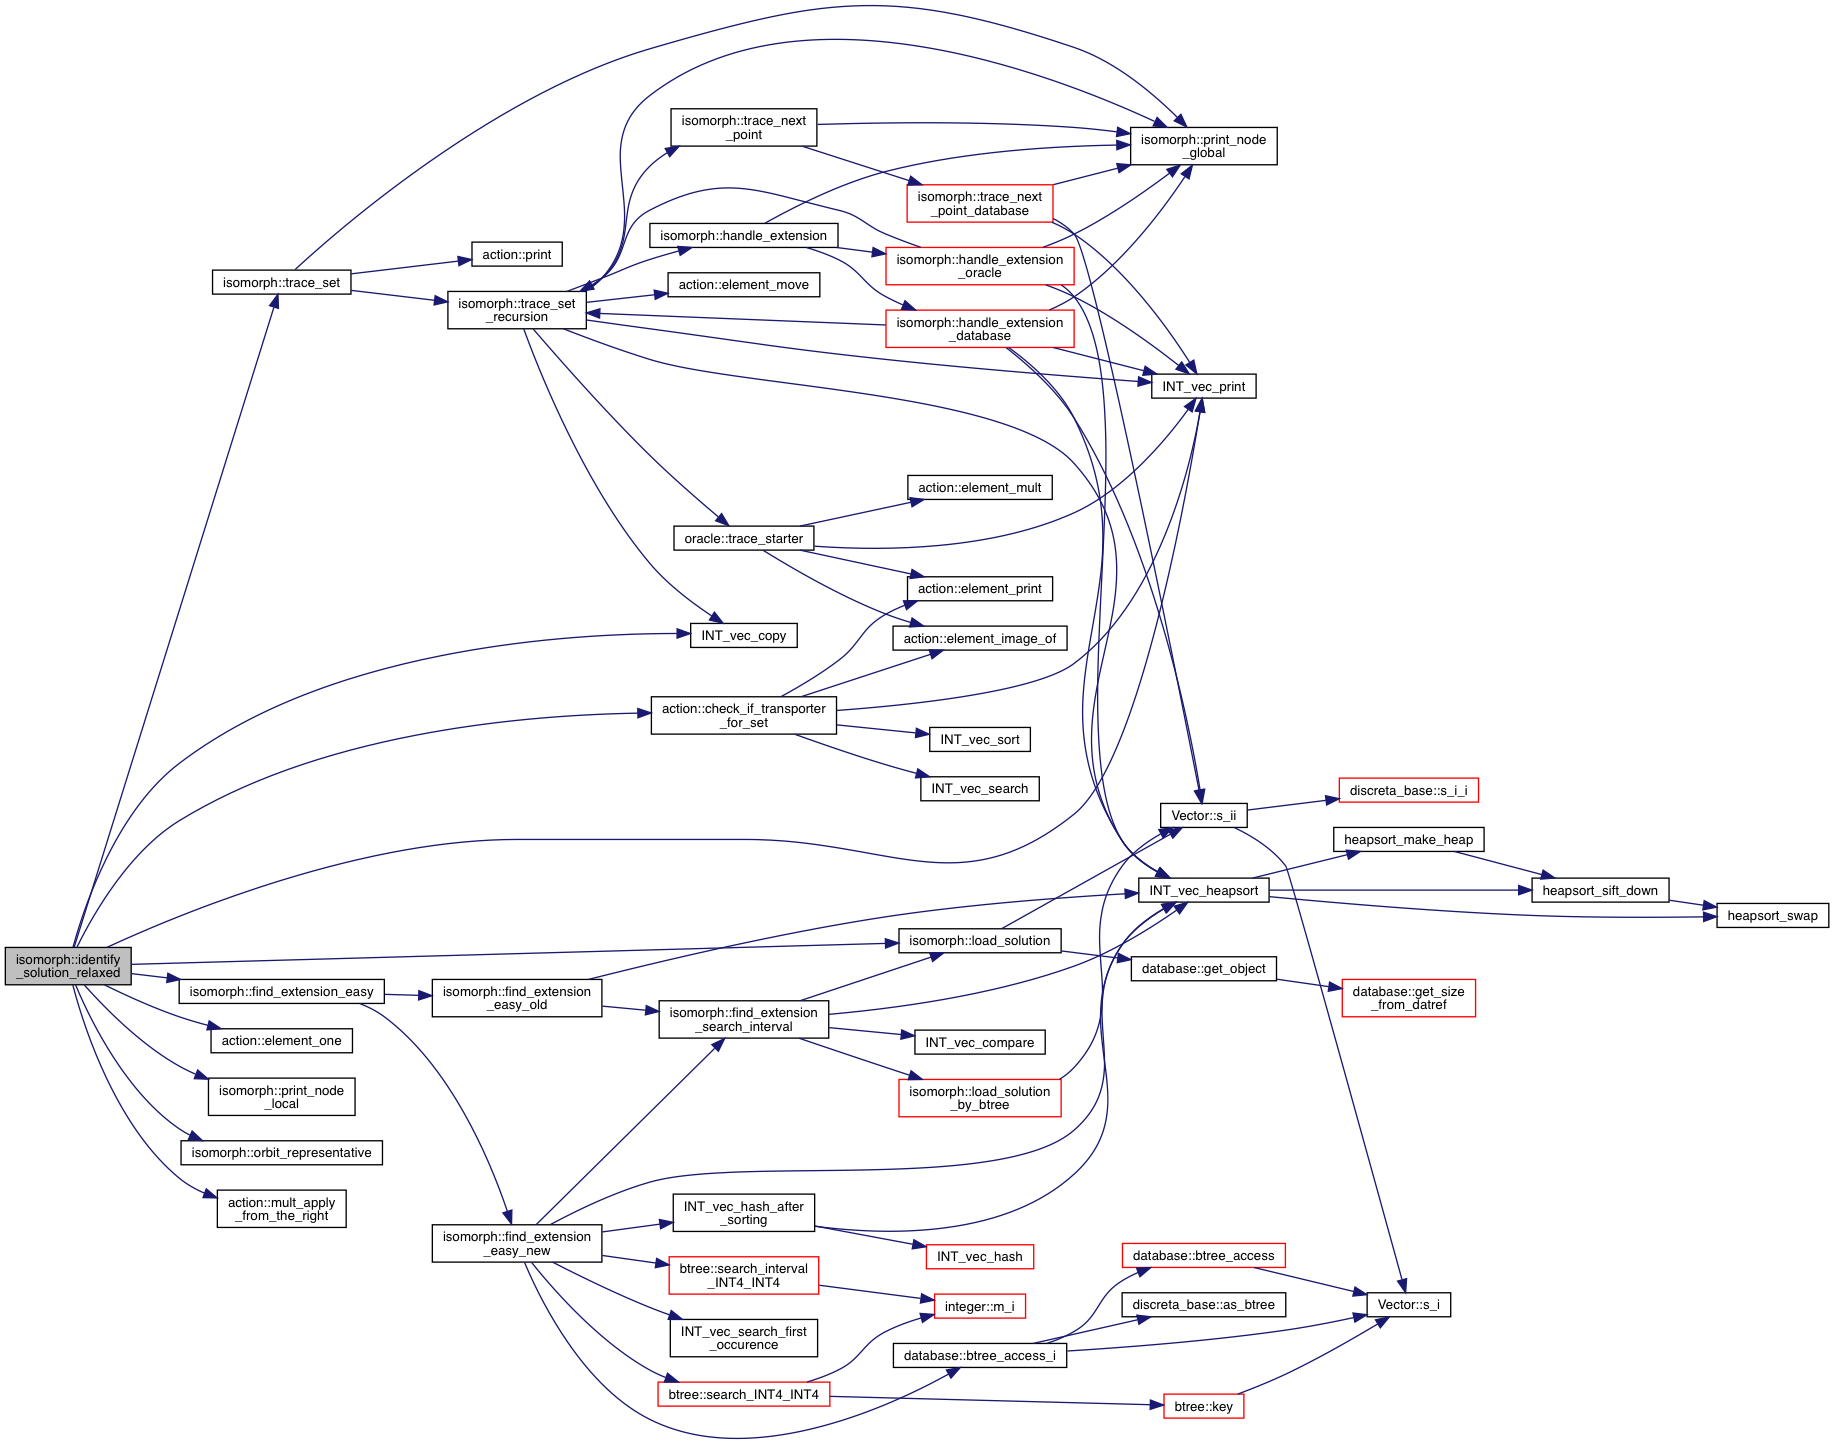 isomorph::identify
_solution_relaxed
isomorph::trace_set
action::print
isomorph::trace_set
_recursion
isomorph::trace_next
_point
isomorph::handle_extension
action::element_move
isomorph::trace_next
_point_database
isomorph::handle_extension
_oracle
isomorph::handle_extension
_database
isomorph::print_node
_global
INT_vec_print
oracle::trace_starter
action::element_mult
action::element_print
action::element_image_of
INT_vec_copy
action::check_if_transporter
_for_set
INT_vec_sort
INT_vec_search
Vector::s_ii
discreta_base::s_i_i
INT_vec_heapsort
heapsort_make_heap
heapsort_sift_down
heapsort_swap
isomorph::load_solution
database::get_object
database::get_size
_from_datref
isomorph::find_extension_easy
isomorph::find_extension
_easy_old
isomorph::find_extension
_search_interval
INT_vec_compare
isomorph::load_solution
_by_btree
action::element_one
isomorph::print_node
_local
isomorph::orbit_representative
action::mult_apply
_from_the_right
isomorph::find_extension
_easy_new
INT_vec_hash_after
_sorting
INT_vec_hash
btree::search_interval
_INT4_INT4
integer::m_i
INT_vec_search_first
_occurence
btree::search_INT4_INT4
database::btree_access_i
database::btree_access
discreta_base::as_btree
Vector::s_i
btree::key